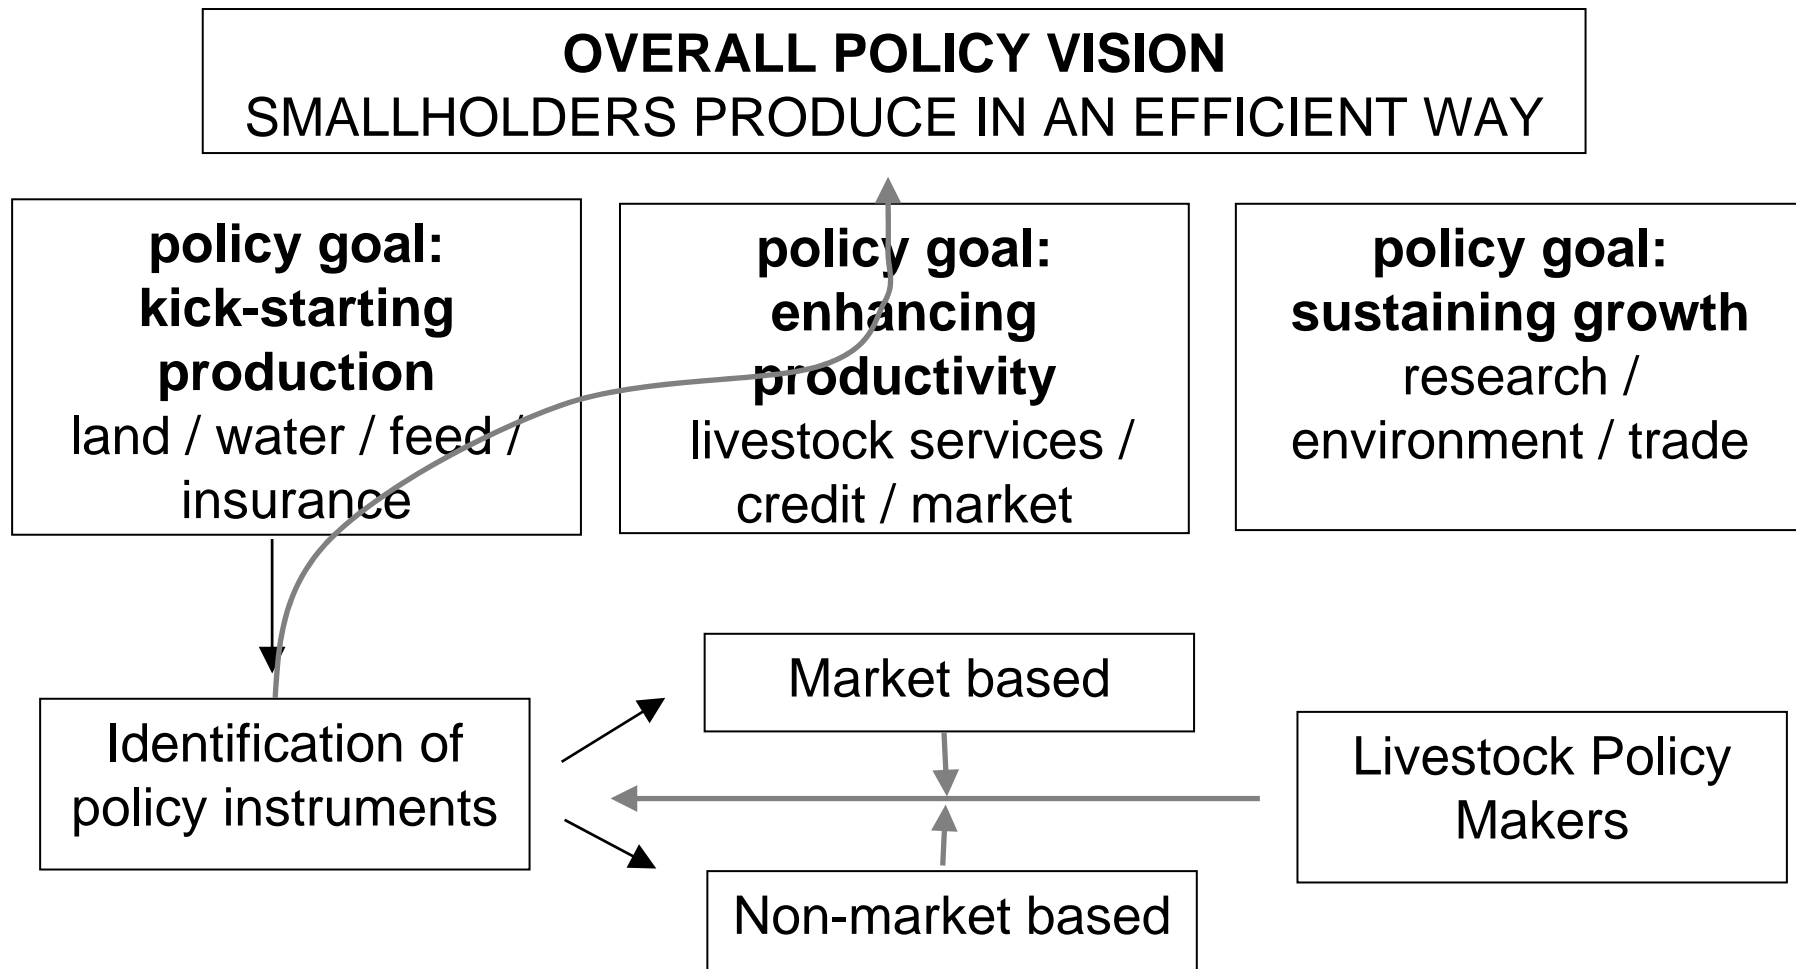 OVERALL POLICY VISION
SMALLHOLDERS PRODUCE IN AN EFFICIENT WAY
policy goal:
kick-starting
production
land / water / feed /
insurance
policy goal:
enhancing
productivity
livestock services /
credit / market
policy goal:
sustaining growth
research /
environment / trade
Identification of
policy instruments
Market based
Non-market based
Livestock Policy
Makers